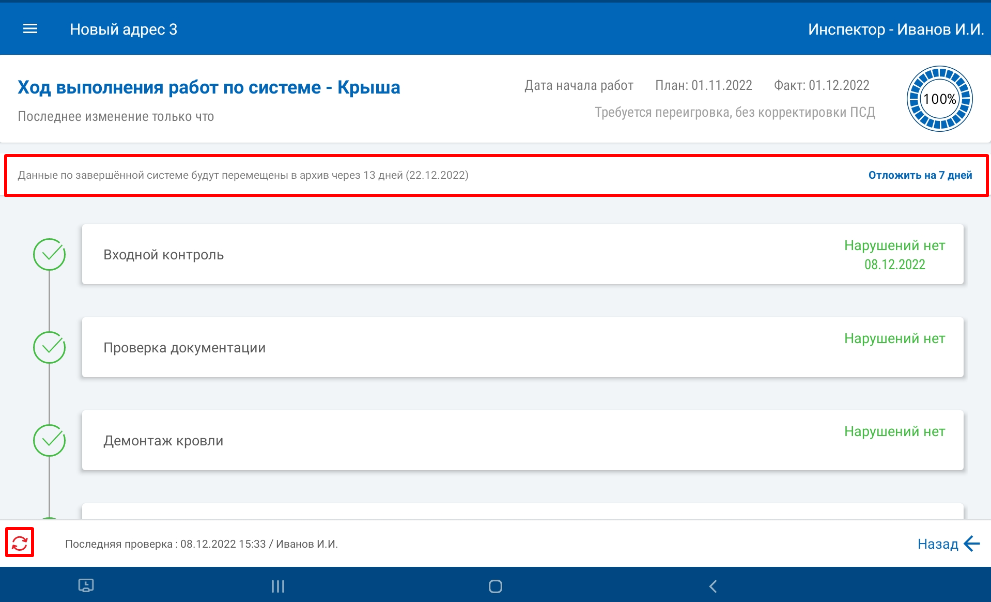 Новый адрес 3
Инспектор - Иванов И.И.
Ход выполнения работ по системе - Крыша
Дата начала работ План: 01.11.2022 Факт: 01.12.2022
100%
Последнее изменение только что
Требуется переигровка, без корректировки ПСД
Данные по завершённой системе будут перемещены в архив через 13 дней (22.12.2022)
Отложить на 7 дней
Входной контроль
Нарушений нет
08.12.2022
Проверка документации
Нарушений нет
Демонтаж кровли
Нарушений нет
Последняя проверка : 08.12.2022 15:33 / Иванов И.И.
Назад